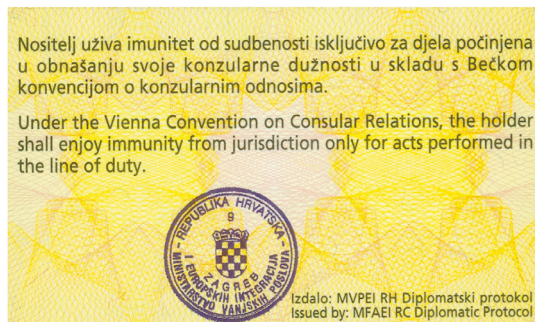 Nositelj uživa imunitet od sudbenosti isključivo za djela počinjena
u obnašanju svoje konzularne dužnosti u skladu s Bečkom
konvencijom o konzularnim odnosima.
Under the Vienna Convention on Consular Relations, the holder
shall enjoy immunity from jurisdiction only for acts performed in
the line of duty.
REPUBLIKA HRVATSKA
9
MINISTARSTVO VANJSKIH POSLOVA
I EUROPSKIH INTEGRACIJA
ZAGREB
Izdalo: MVPEI RH Diplomatski protokol
Issued by: MFAEI RC Diplomatic Protocol